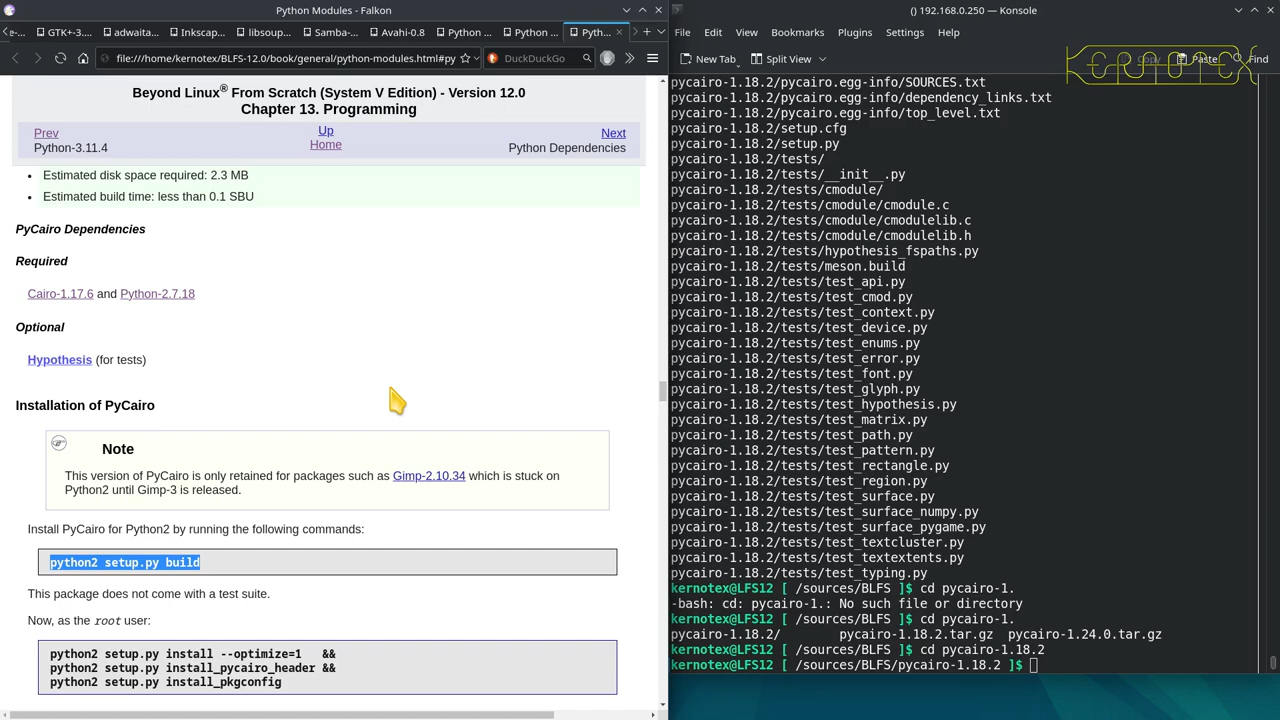 Python Modules - Falkon
e-...
GTK+-3....
adwaita...
Inkscap...
libsoup...
Samba-...
Avahi-0.8
Python ...
Python ...
Pyth...
file:///home/kernotex/BLFS-12.0/book/general/python-modules.html#py
DuckDuckGo
Beyond Linux® From Scratch (System V Edition) - Version 12.0
Chapter 13. Programming
Prev
Up
Next
Python-3.11.4
Home
Python Dependencies
• Estimated disk space required: 2.3 MB
• Estimated build time: less than 0.1 SBU
PyCairo Dependencies
Required
Cairo-1.17.6 and Python-2.7.18
Optional
Hypothesis (for tests)
Installation of PyCairo
Note
This version of PyCairo is only retained for packages such as Gimp-2.10.34 which is stuck on
Python2 until Gimp-3 is released.
Install PyCairo for Python2 by running the following commands:
python2 setup.py build
This package does not come with a test suite.
Now, as the root user:
python2 setup.py install --optimize=1 &&
python2 setup.py install_pycairo_header &&
python2 setup.py install_pkgconfig
() 192.168.0.250 — Konsole
File Edit View Bookmarks Plugins Settings Help
New Tab Split View Copy Paste Find
Kernotex
pycairo-1.18.2/pycairo.egg-info/SOURCES.txt
pycairo-1.18.2/pycairo.egg-info/dependency_links.txt
pycairo-1.18.2/pycairo.egg-info/top_level.txt
pycairo-1.18.2/setup.cfg
pycairo-1.18.2/setup.py
pycairo-1.18.2/tests/
pycairo-1.18.2/tests/__init__.py
pycairo-1.18.2/tests/cmodule/
pycairo-1.18.2/tests/cmodule/cmodule.c
pycairo-1.18.2/tests/cmodule/cmodulelib.c
pycairo-1.18.2/tests/cmodule/cmodulelib.h
pycairo-1.18.2/tests/hypothesis_fspaths.py
pycairo-1.18.2/tests/meson.build
pycairo-1.18.2/tests/test_api.py
pycairo-1.18.2/tests/test_cmod.py
pycairo-1.18.2/tests/test_context.py
pycairo-1.18.2/tests/test_device.py
pycairo-1.18.2/tests/test_enums.py
pycairo-1.18.2/tests/test_error.py
pycairo-1.18.2/tests/test_font.py
pycairo-1.18.2/tests/test_glyph.py
pycairo-1.18.2/tests/test_hypothesis.py
pycairo-1.18.2/tests/test_matrix.py
pycairo-1.18.2/tests/test_path.py
pycairo-1.18.2/tests/test_pattern.py
pycairo-1.18.2/tests/test_rectangle.py
pycairo-1.18.2/tests/test_region.py
pycairo-1.18.2/tests/test_surface.py
pycairo-1.18.2/tests/test_surface_numpy.py
pycairo-1.18.2/tests/test_surface_pygame.py
pycairo-1.18.2/tests/test_textcluster.py
pycairo-1.18.2/tests/test_textextents.py
pycairo-1.18.2/tests/test_typing.py
kernotex@LFS12 [ /sources/BLFS ]$ cd pycairo-1.
-bash: cd: pycairo-1.: No such file or directory
kernotex@LFS12 [ /sources/BLFS ]$ cd pycairo-1.
pycairo-1.18.2/ pycairo-1.18.2.tar.gz pycairo-1.24.0.tar.gz
kernotex@LFS12 [ /sources/BLFS ]$ cd pycairo-1.18.2
kernotex@LFS12 [ /sources/BLFS/pycairo-1.18.2 ]$